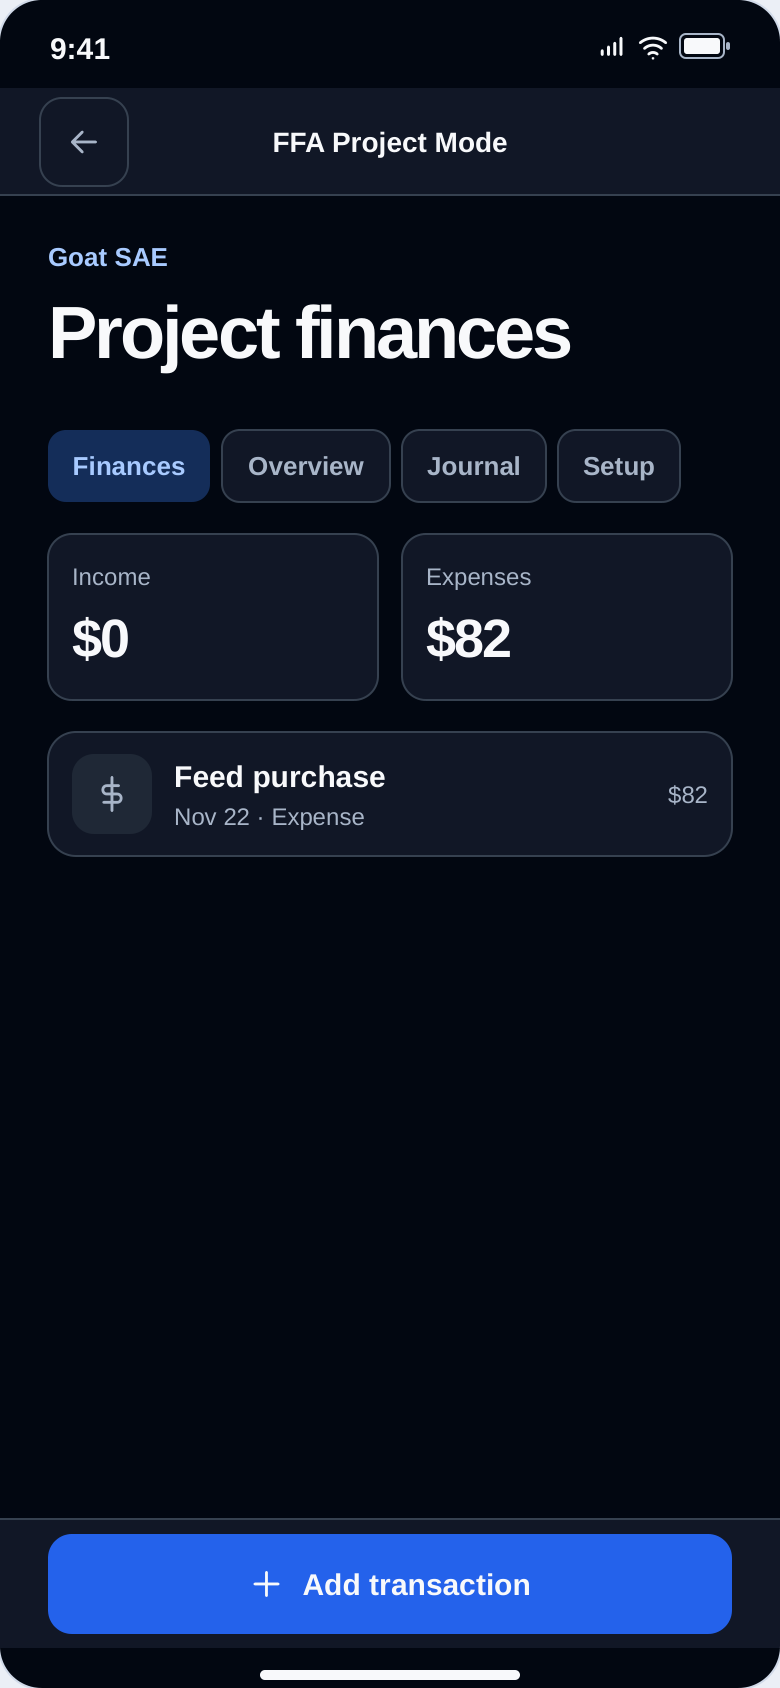 9:41
FFA Project Mode
Goat SAE
Project finances
Finances Overview Journal Setup
Income
$0
Expenses
$82
Feed purchase
Nov 22 · Expense
$82
Add transaction